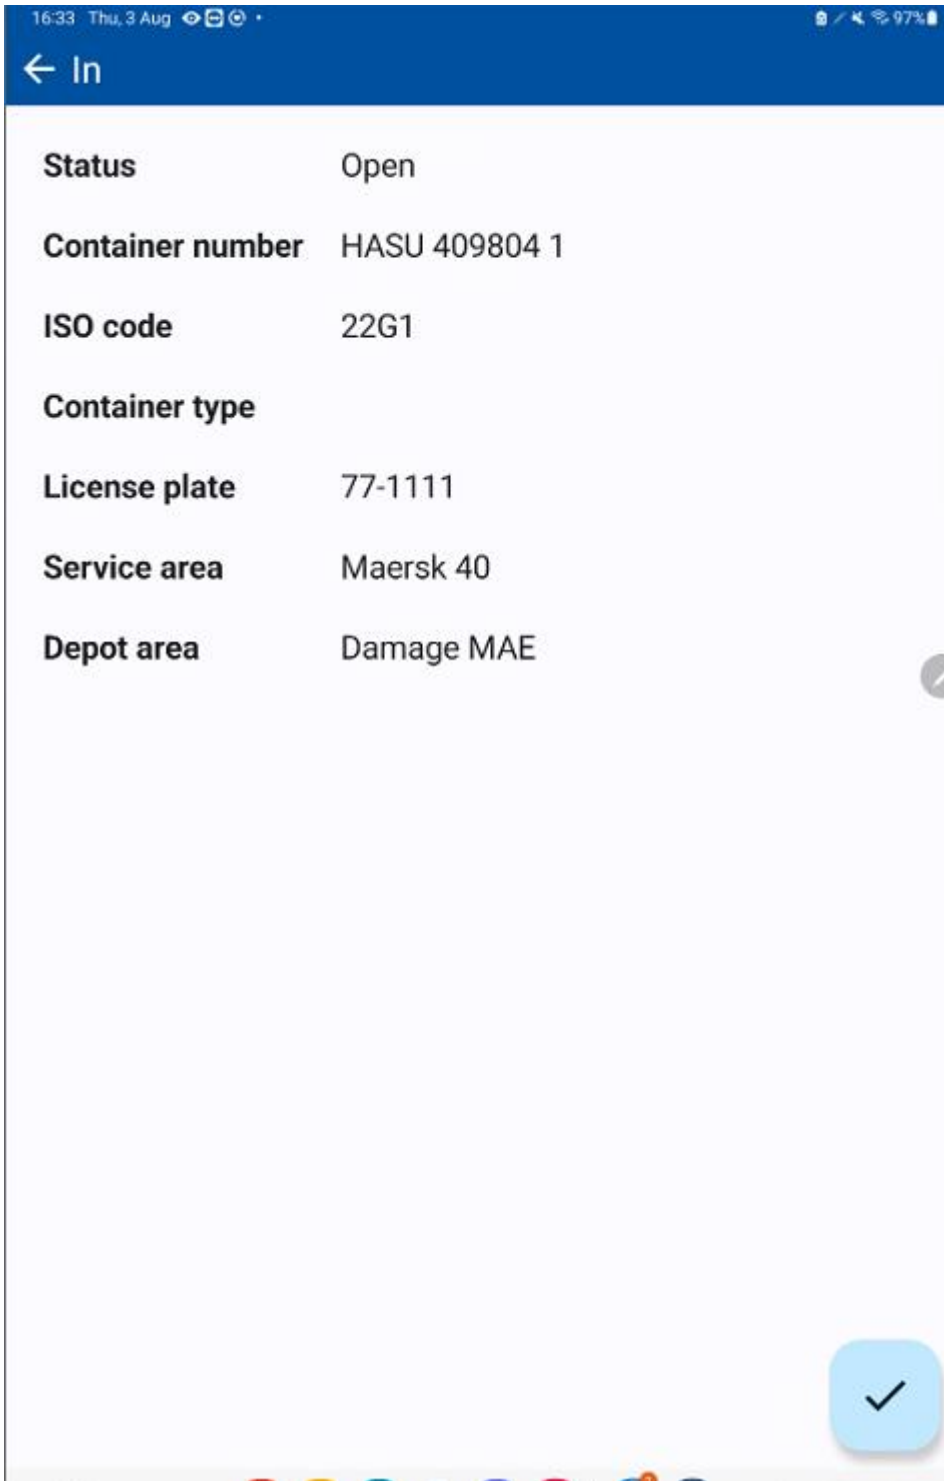 16:33 Thu, 3 Aug
97%
In
Status Open
Container number HASU 409804 1
ISO code 22G1
Container type
License plate 77-1111
Service area Maersk 40
Depot area Damage MAE